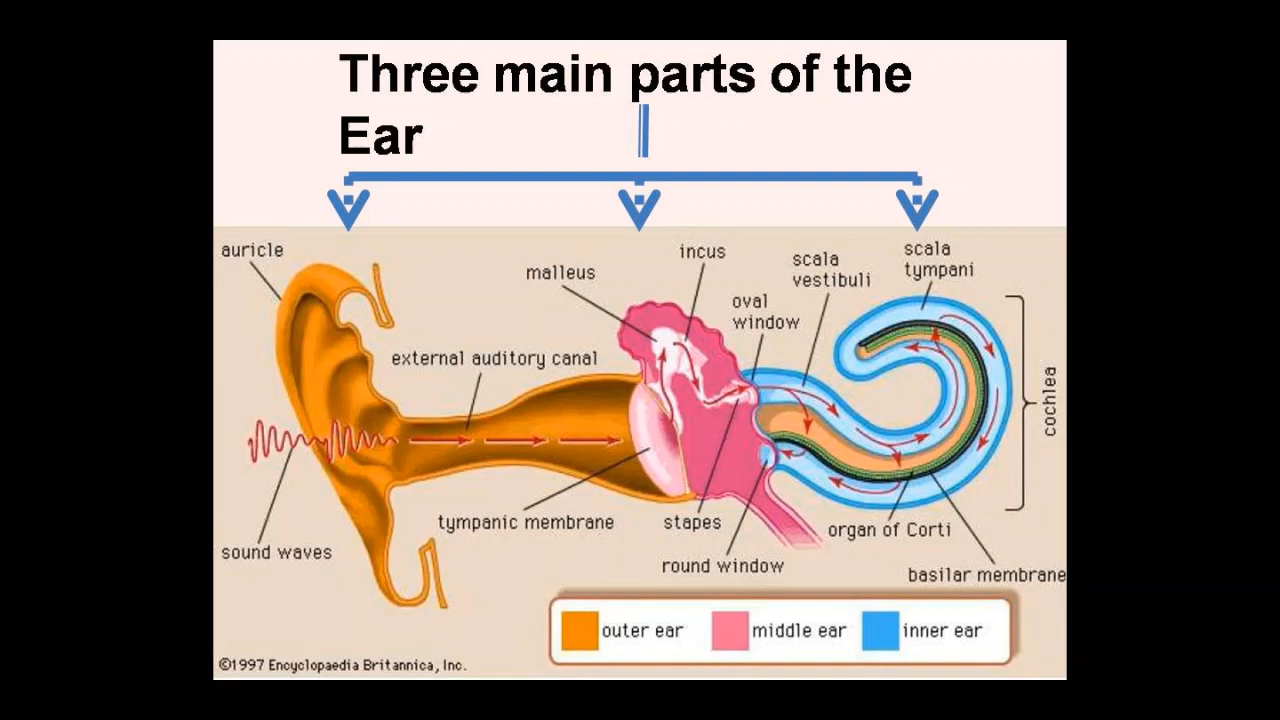 Three main parts of the
Ear
auricle
malleus
incus
scala
vestibuli
scala
tympani
oval
window
external auditory canal
cochlea
tympanic membrane
stapes
organ of Corti
sound waves
round window
basilar membrane
outer ear
middle ear
inner ear
©1997 Encyclopaedia Britannica, Inc.